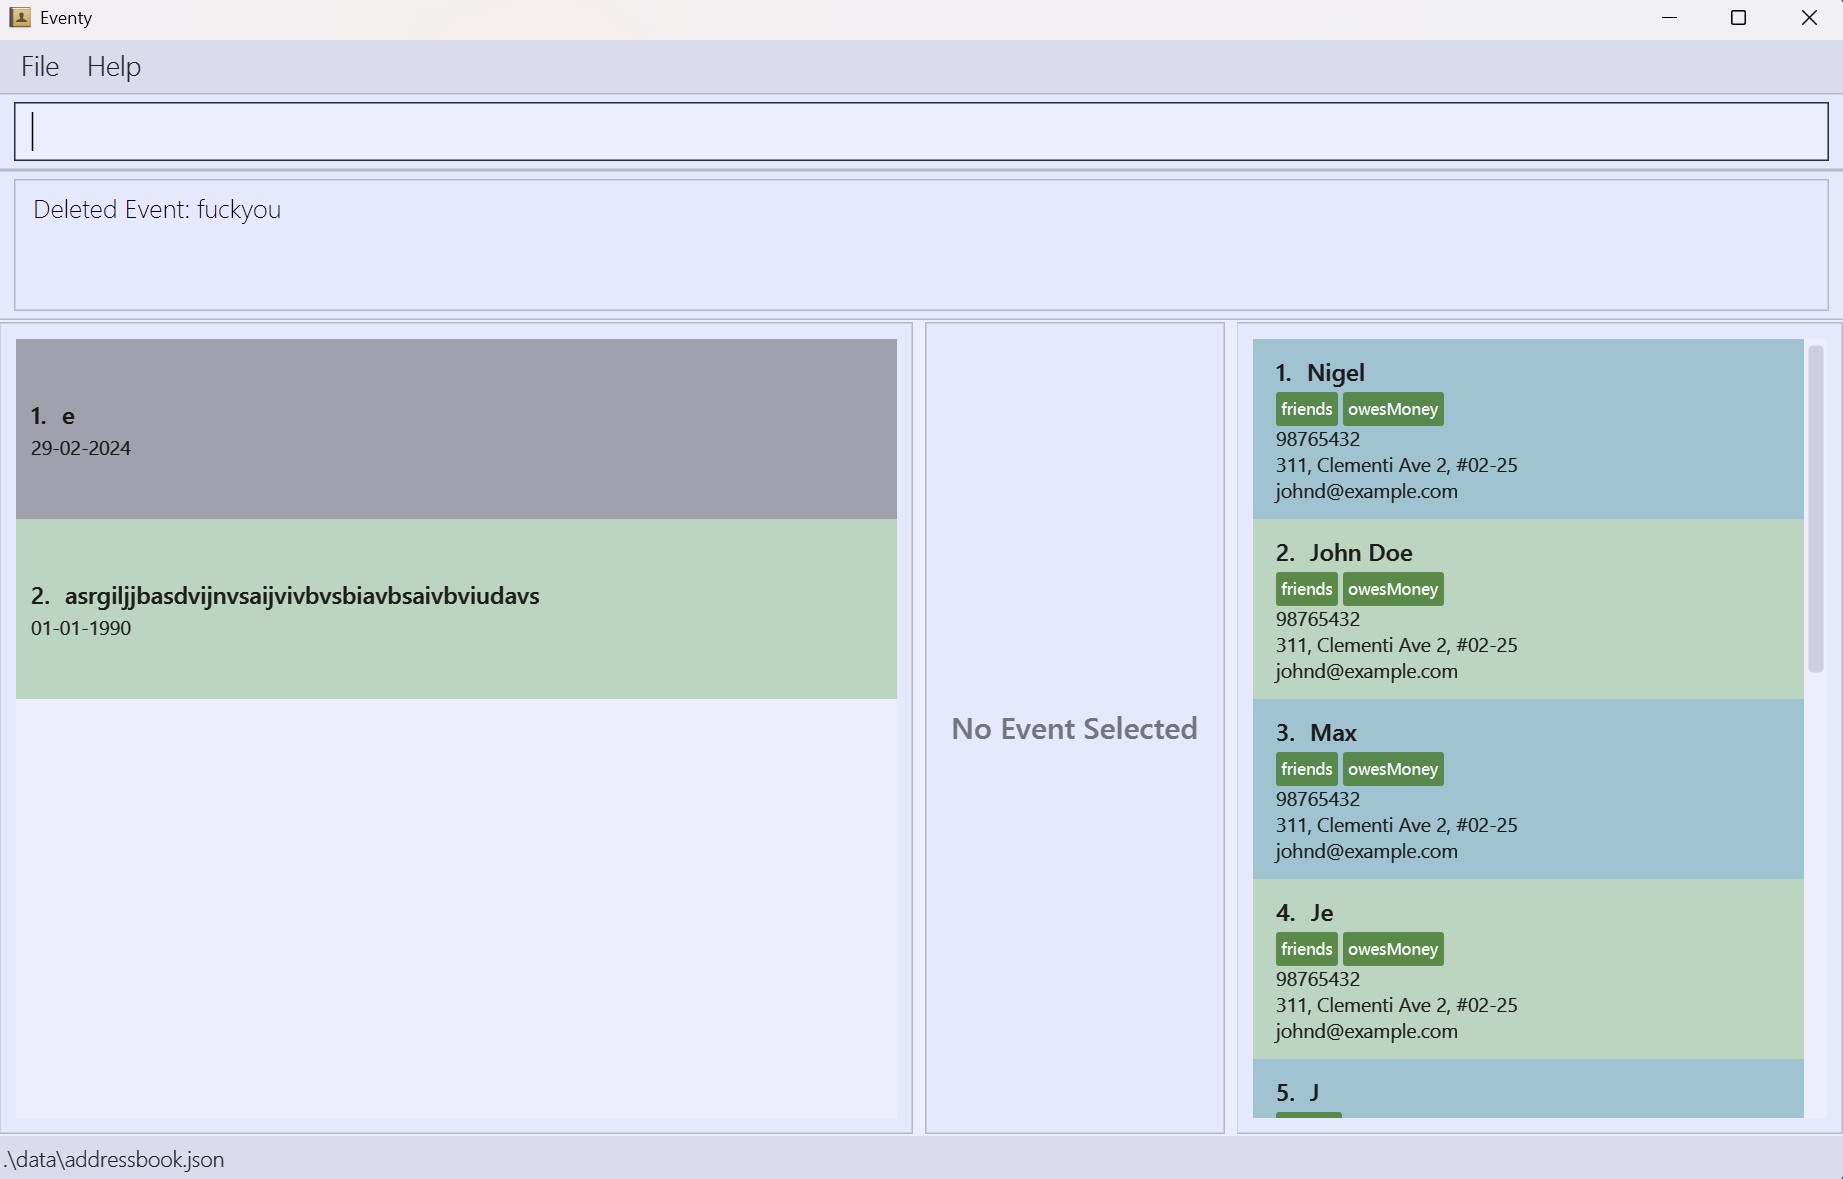 Eventy
File Help
Deleted Event: fuckyou
1. e
29-02-2024
2. asrgiljjbasdvijnvsaijvivbvsbiavbsaivbviudavs
01-01-1990
No Event Selected
1. Nigel
friends owesMoney
98765432
311, Clementi Ave 2, #02-25
johnd@example.com
2. John Doe
friends owesMoney
98765432
311, Clementi Ave 2, #02-25
johnd@example.com
3. Max
friends owesMoney
98765432
311, Clementi Ave 2, #02-25
johnd@example.com
4. Je
friends owesMoney
98765432
311, Clementi Ave 2, #02-25
johnd@example.com
5. J
.\data\addressbook.json